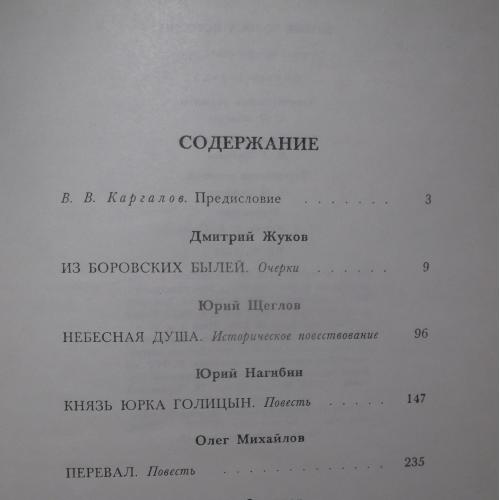 СОДЕРЖАНИЕ
В. В. Каргалов. Предисловие . . . . . . . 3
Дмитрий Жуков
ИЗ БОРОВСКИХ БЫЛЕЙ. Очерки . . . . . . 9
Юрий Щеглов
НЕБЕСНАЯ ДУША. Историческое повествование 96
Юрий Нагибин
КНЯЗЬ ЮРКА ГОЛИЦЫН. Повесть . . . . . 147
Олег Михайлов
ПЕРЕВАЛ. Повесть . . . . . . . . . . . 235